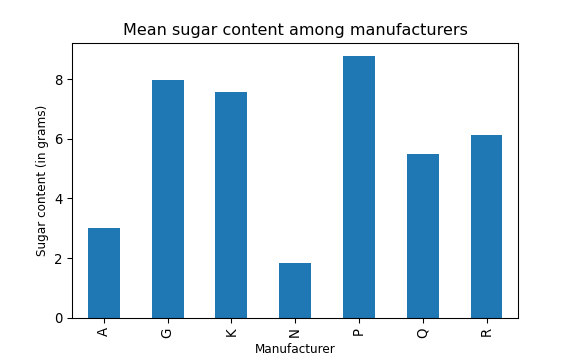 Mean sugar content among manufacturers
Sugar content (in grams)
8
6
4
2
0
A G K N P Q R
Manufacturer